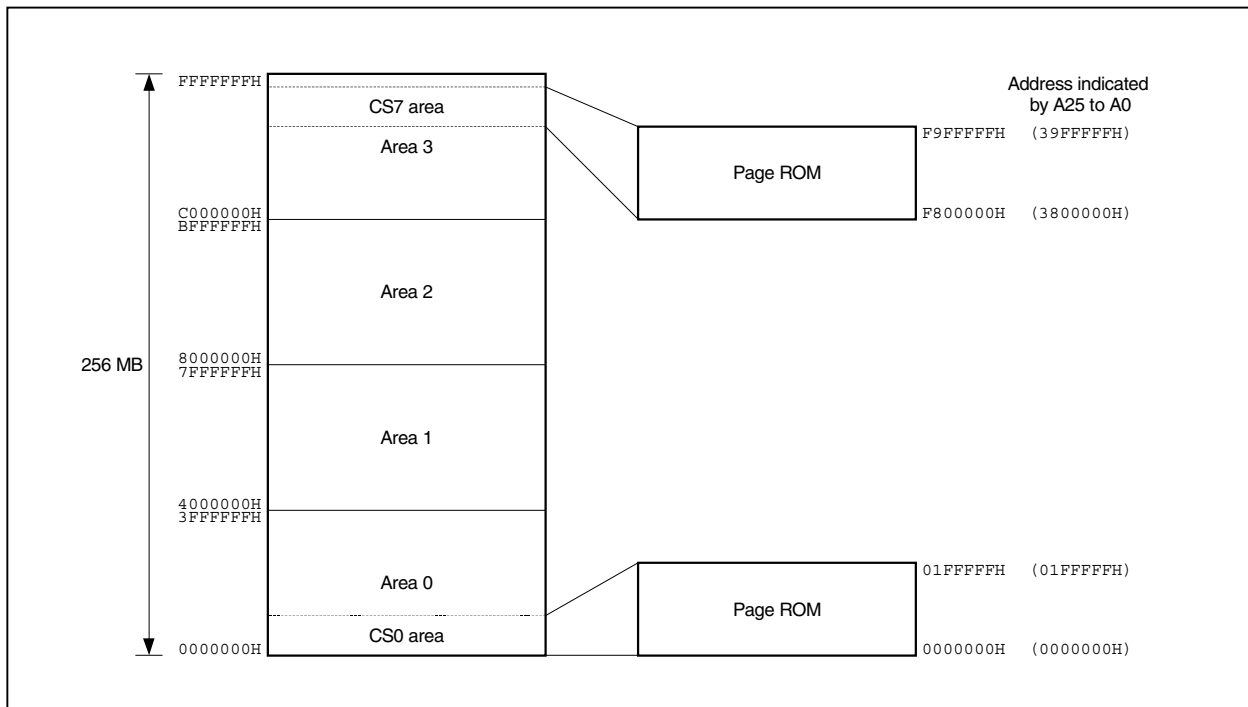 FFFFFFFH
CS7 area
Area 3
C000000H
BFFFFFFH
Area 2
8000000H
7FFFFFFH
256 MB
Area 1
4000000H
3FFFFFFH
Area 0
CS0 area
0000000H
Address indicated
by A25 to A0
F9FFFFFH (39FFFFFH)
Page ROM
F800000H (3800000H)
01FFFFFH (01FFFFFH)
Page ROM
0000000H (0000000H)